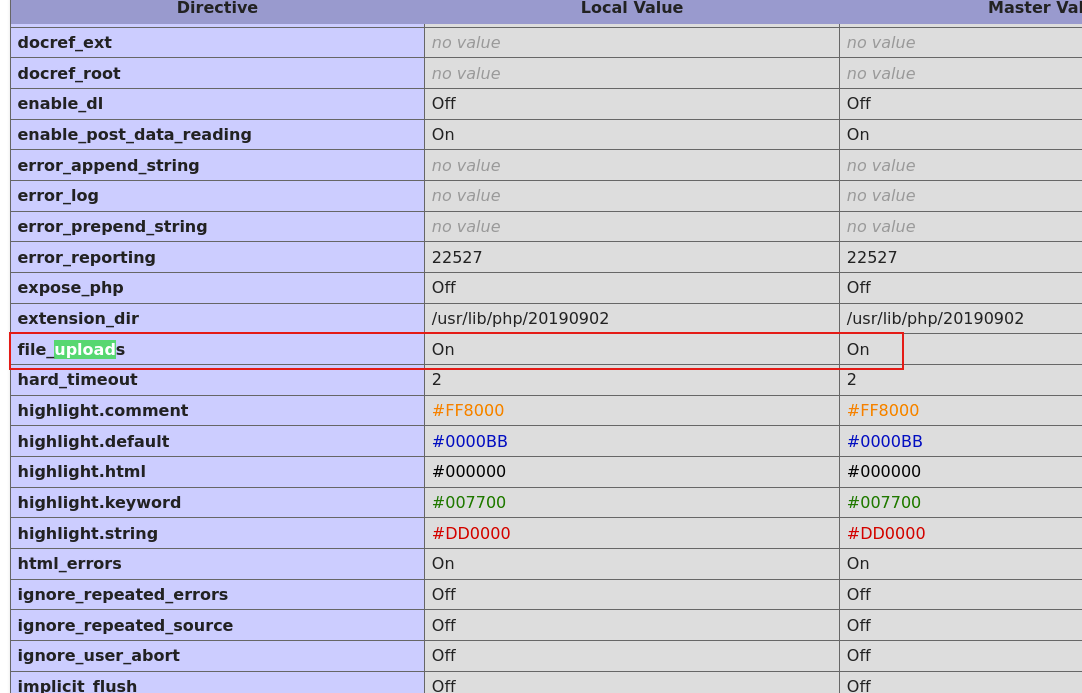 Directive Local Value Master Val
docref_ext no value no value
docref_root no value no value
enable_dl Off Off
enable_post_data_reading On On
error_append_string no value no value
error_log no value no value
error_prepend_string no value no value
error_reporting 22527 22527
expose_php Off Off
extension_dir /usr/lib/php/20190902 /usr/lib/php/20190902
file_uploads On On
hard_timeout 2 2
highlight.comment #FF8000 #FF8000
highlight.default #0000BB #0000BB
highlight.html #000000 #000000
highlight.keyword #007700 #007700
highlight.string #DD0000 #DD0000
html_errors On On
ignore_repeated_errors Off Off
ignore_repeated_source Off Off
ignore_user_abort Off Off
implicit_flush Off Off